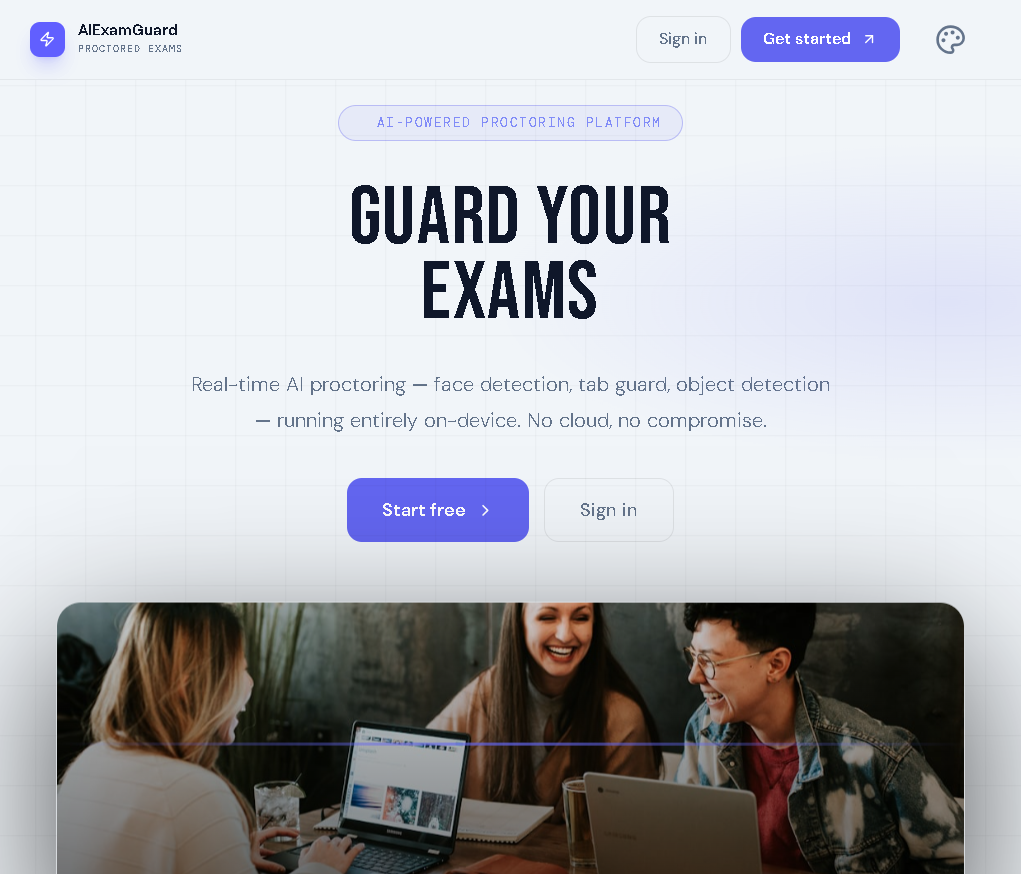 AIExamGuard
PROCTORED EXAMS
Sign in
Get started
AI-POWERED PROCTORING PLATFORM
GUARD YOUR
EXAMS
Real-time AI proctoring — face detection, tab guard, object detection
— running entirely on-device. No cloud, no compromise.
Start free
Sign in